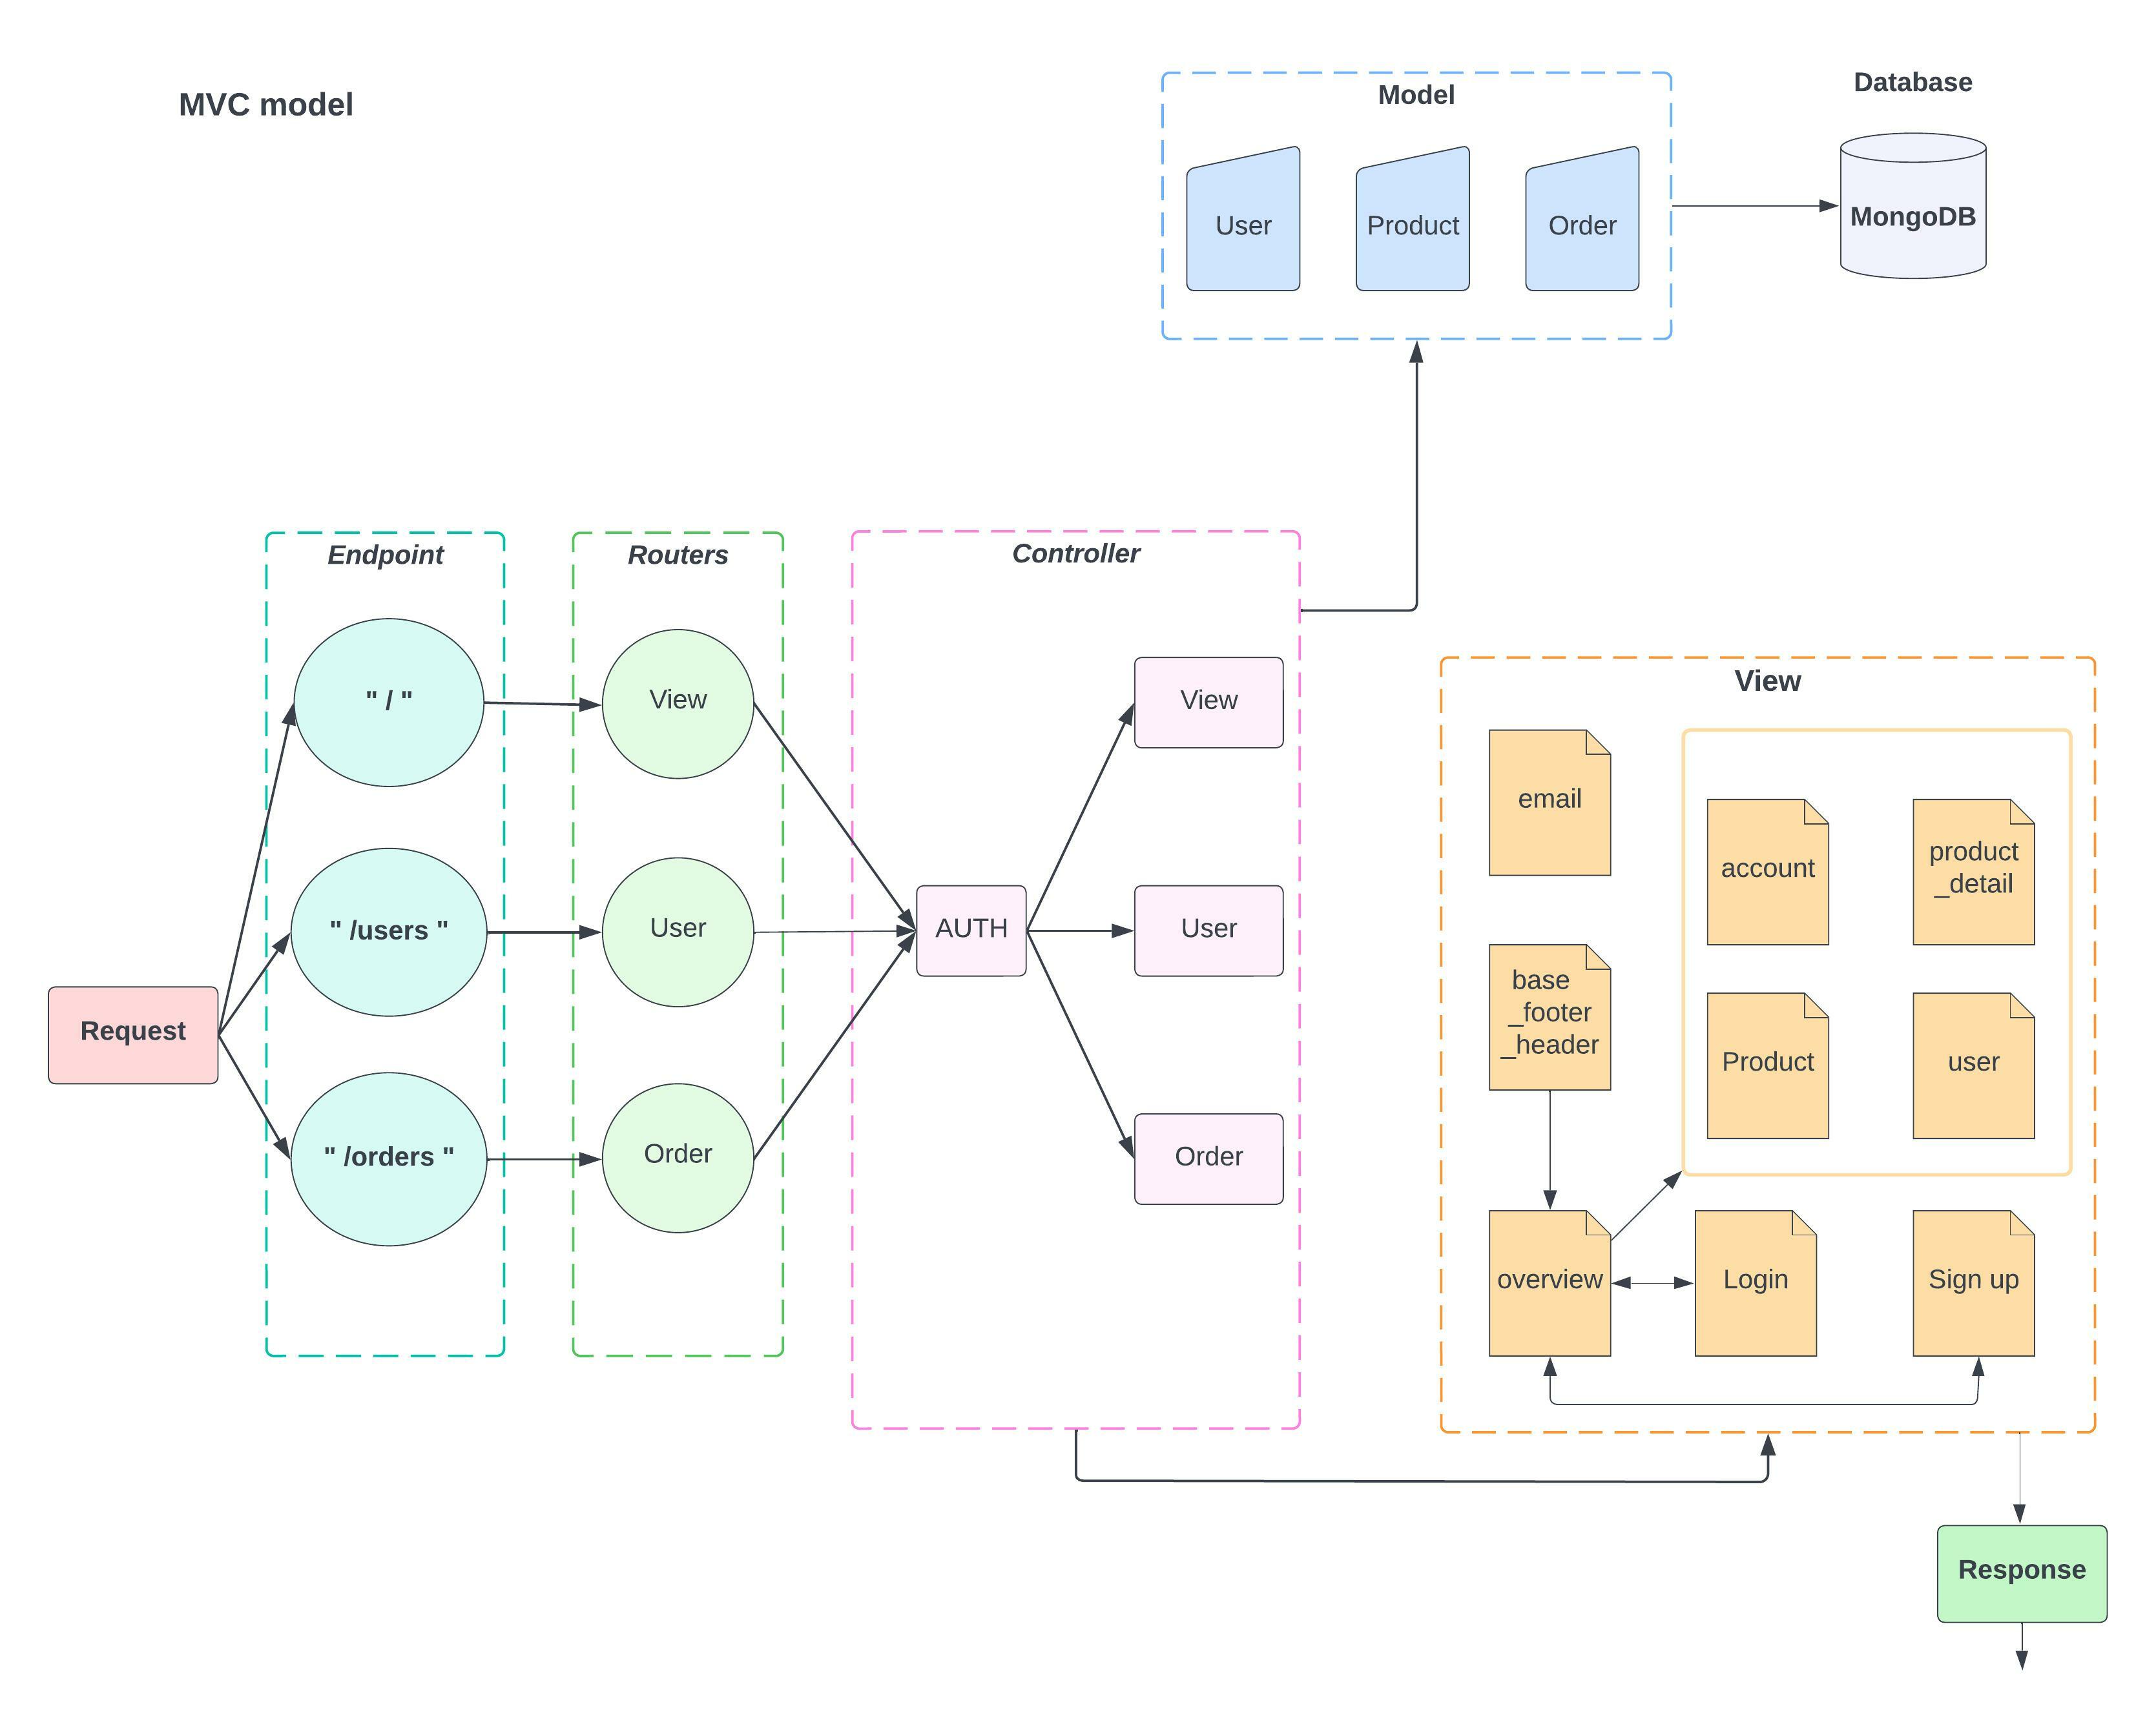 MVC model
Model
User
Product
Order
Database
MongoDB
Endpoint
" / "
" /users "
" /orders "
Request
Routers
View
User
Order
Controller
AUTH
View
User
Order
View
email
account
product
_detail
base
_footer
_header
Product
user
overview
Login
Sign up
Response